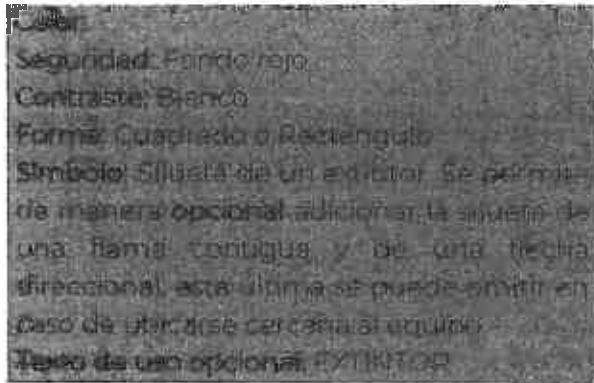 Color:
Seguridad: Fondo rojo
Contraste: Blanco
Forma: Cuadrado o Rectángulo
Símbolo: Silueta de un extintor. Se permite
de manera opcional adicionar la silueta de
una flama contigua y de una flecha
direccional, esta última se puede omitir en
caso de ubicarse cercana al equipo
Texto de uso opcional: EXTINTOR